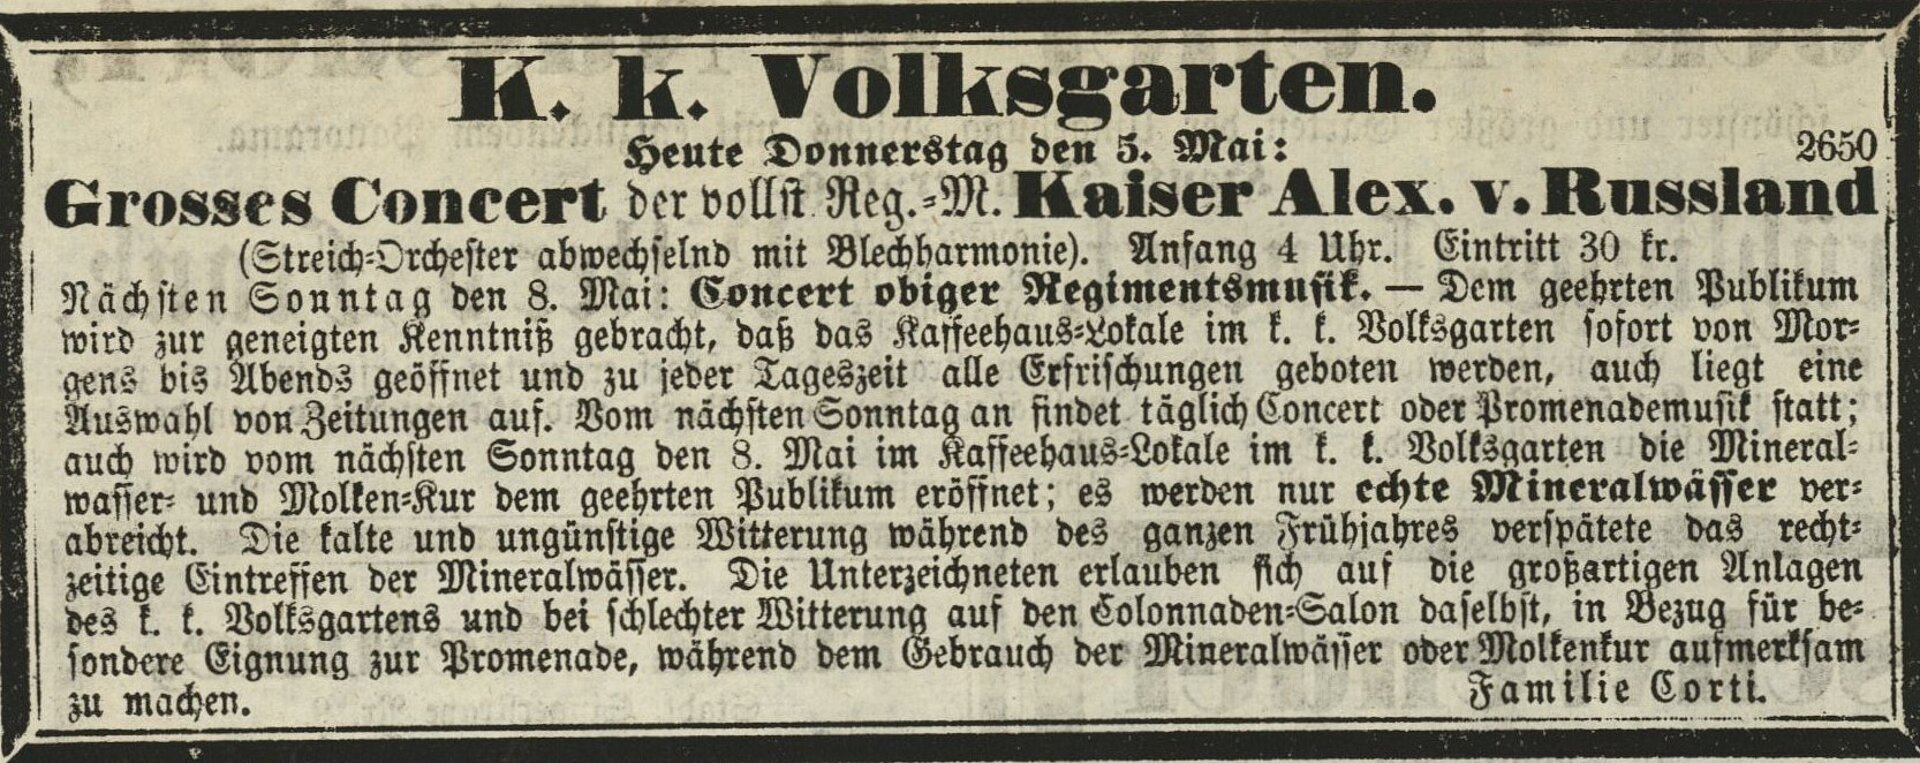 K. k. Volksgarten.
Heute Donnerstag den 5. Mai: 2650
Grosses Concert der vollst. Reg.-M. Kaiser Alex. v. Russland
(Streich-Orchester abwechselnd mit Blechharmonie). Anfang 4 Uhr. Eintritt 30 kr.
Nächsten Sonntag den 8. Mai: Concert obiger Regimentsmusik. — Dem geehrten Publikum
wird zur geneigten Kenntniß gebracht, daß das Kaffeehaus-Lokale im k. k. Volksgarten sofort von Mor-
gens bis Abends geöffnet und zu jeder Tageszeit alle Erfrischungen geboten werden, auch liegt eine
Auswahl von Zeitungen auf. Vom nächsten Sonntag an findet täglich Concert oder Promenademusik statt;
auch wird vom nächsten Sonntag den 8. Mai im Kaffeehaus-Lokale im k. k. Volksgarten die Mineral-
wasser- und Molken-Kur dem geehrten Publikum eröffnet; es werden nur echte Mineralwässer ver-
abreicht. Die kalte und ungünstige Witterung während des ganzen Frühjahres verspätete das recht-
zeitige Eintreffen der Mineralwässer. Die Unterzeichneten erlauben sich auf die großartigen Anlagen
des k. k. Volksgartens und bei schlechter Witterung auf den Colonnaden-Salon daselbst, in Bezug für be-
sondere Eignung zur Promenade, während dem Gebrauch der Mineralwässer oder Molkenkur aufmerksam
zu machen. Familie Corti.